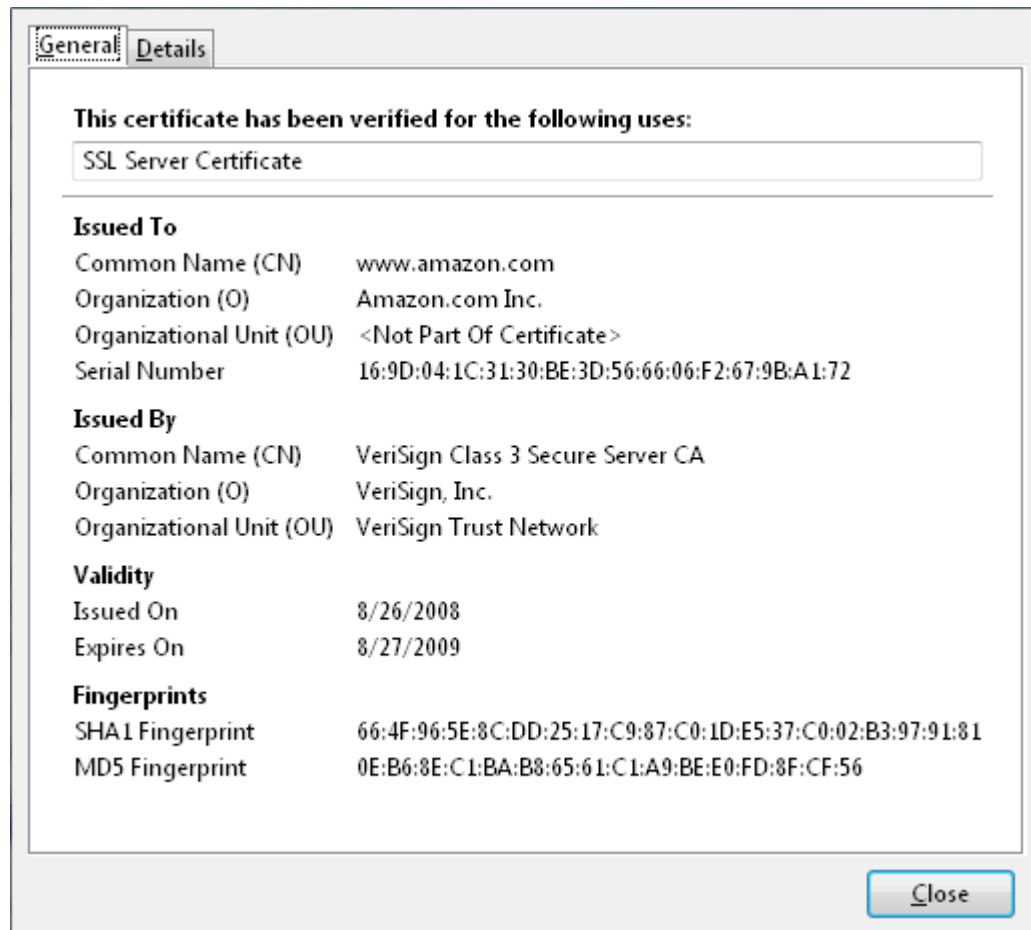 General Details
This certificate has been verified for the following uses:
SSL Server Certificate
Issued To
Common Name (CN) www.amazon.com
Organization (O) Amazon.com Inc.
Organizational Unit (OU) <Not Part Of Certificate>
Serial Number 16:9D:04:1C:31:30:BE:3D:56:66:06:F2:67:9B:A1:72
Issued By
Common Name (CN) VeriSign Class 3 Secure Server CA
Organization (O) VeriSign, Inc.
Organizational Unit (OU) VeriSign Trust Network
Validity
Issued On 8/26/2008
Expires On 8/27/2009
Fingerprints
SHA1 Fingerprint 66:4F:96:5E:8C:DD:25:17:C9:87:C0:1D:E5:37:C0:02:B3:97:91:81
MD5 Fingerprint 0E:B6:8E:C1:BA:B8:65:61:C1:A9:BE:E0:FD:8F:CF:56
Close